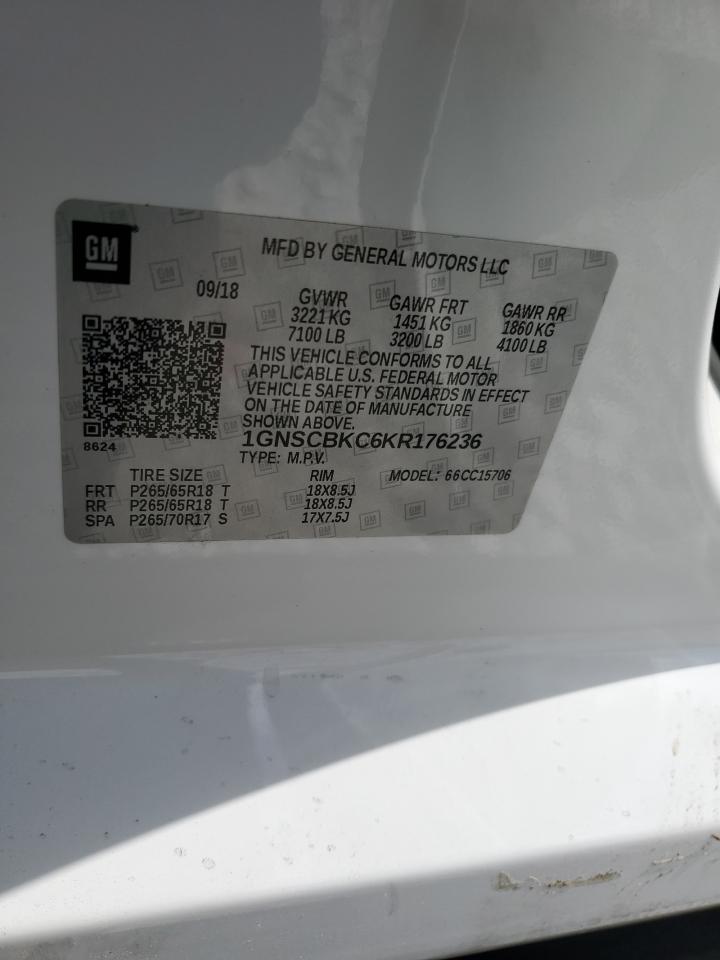 GM
MFD BY GENERAL MOTORS LLC
09/18
GVWR GAWR FRT GAWR RR
3221 KG 1451 KG 1860 KG
7100 LB 3200 LB 4100 LB
THIS VEHICLE CONFORMS TO ALL
APPLICABLE U.S. FEDERAL MOTOR
VEHICLE SAFETY STANDARDS IN EFFECT
ON THE DATE OF MANUFACTURE
SHOWN ABOVE.
8624
1GNSCBKC6KR176236
TYPE: M.P.V. MODEL: 66CC15706
TIRE SIZE RIM
FRT P265/65R18 T 18X8.5J
RR P265/65R18 T 18X8.5J
SPA P265/70R17 S 17X7.5J